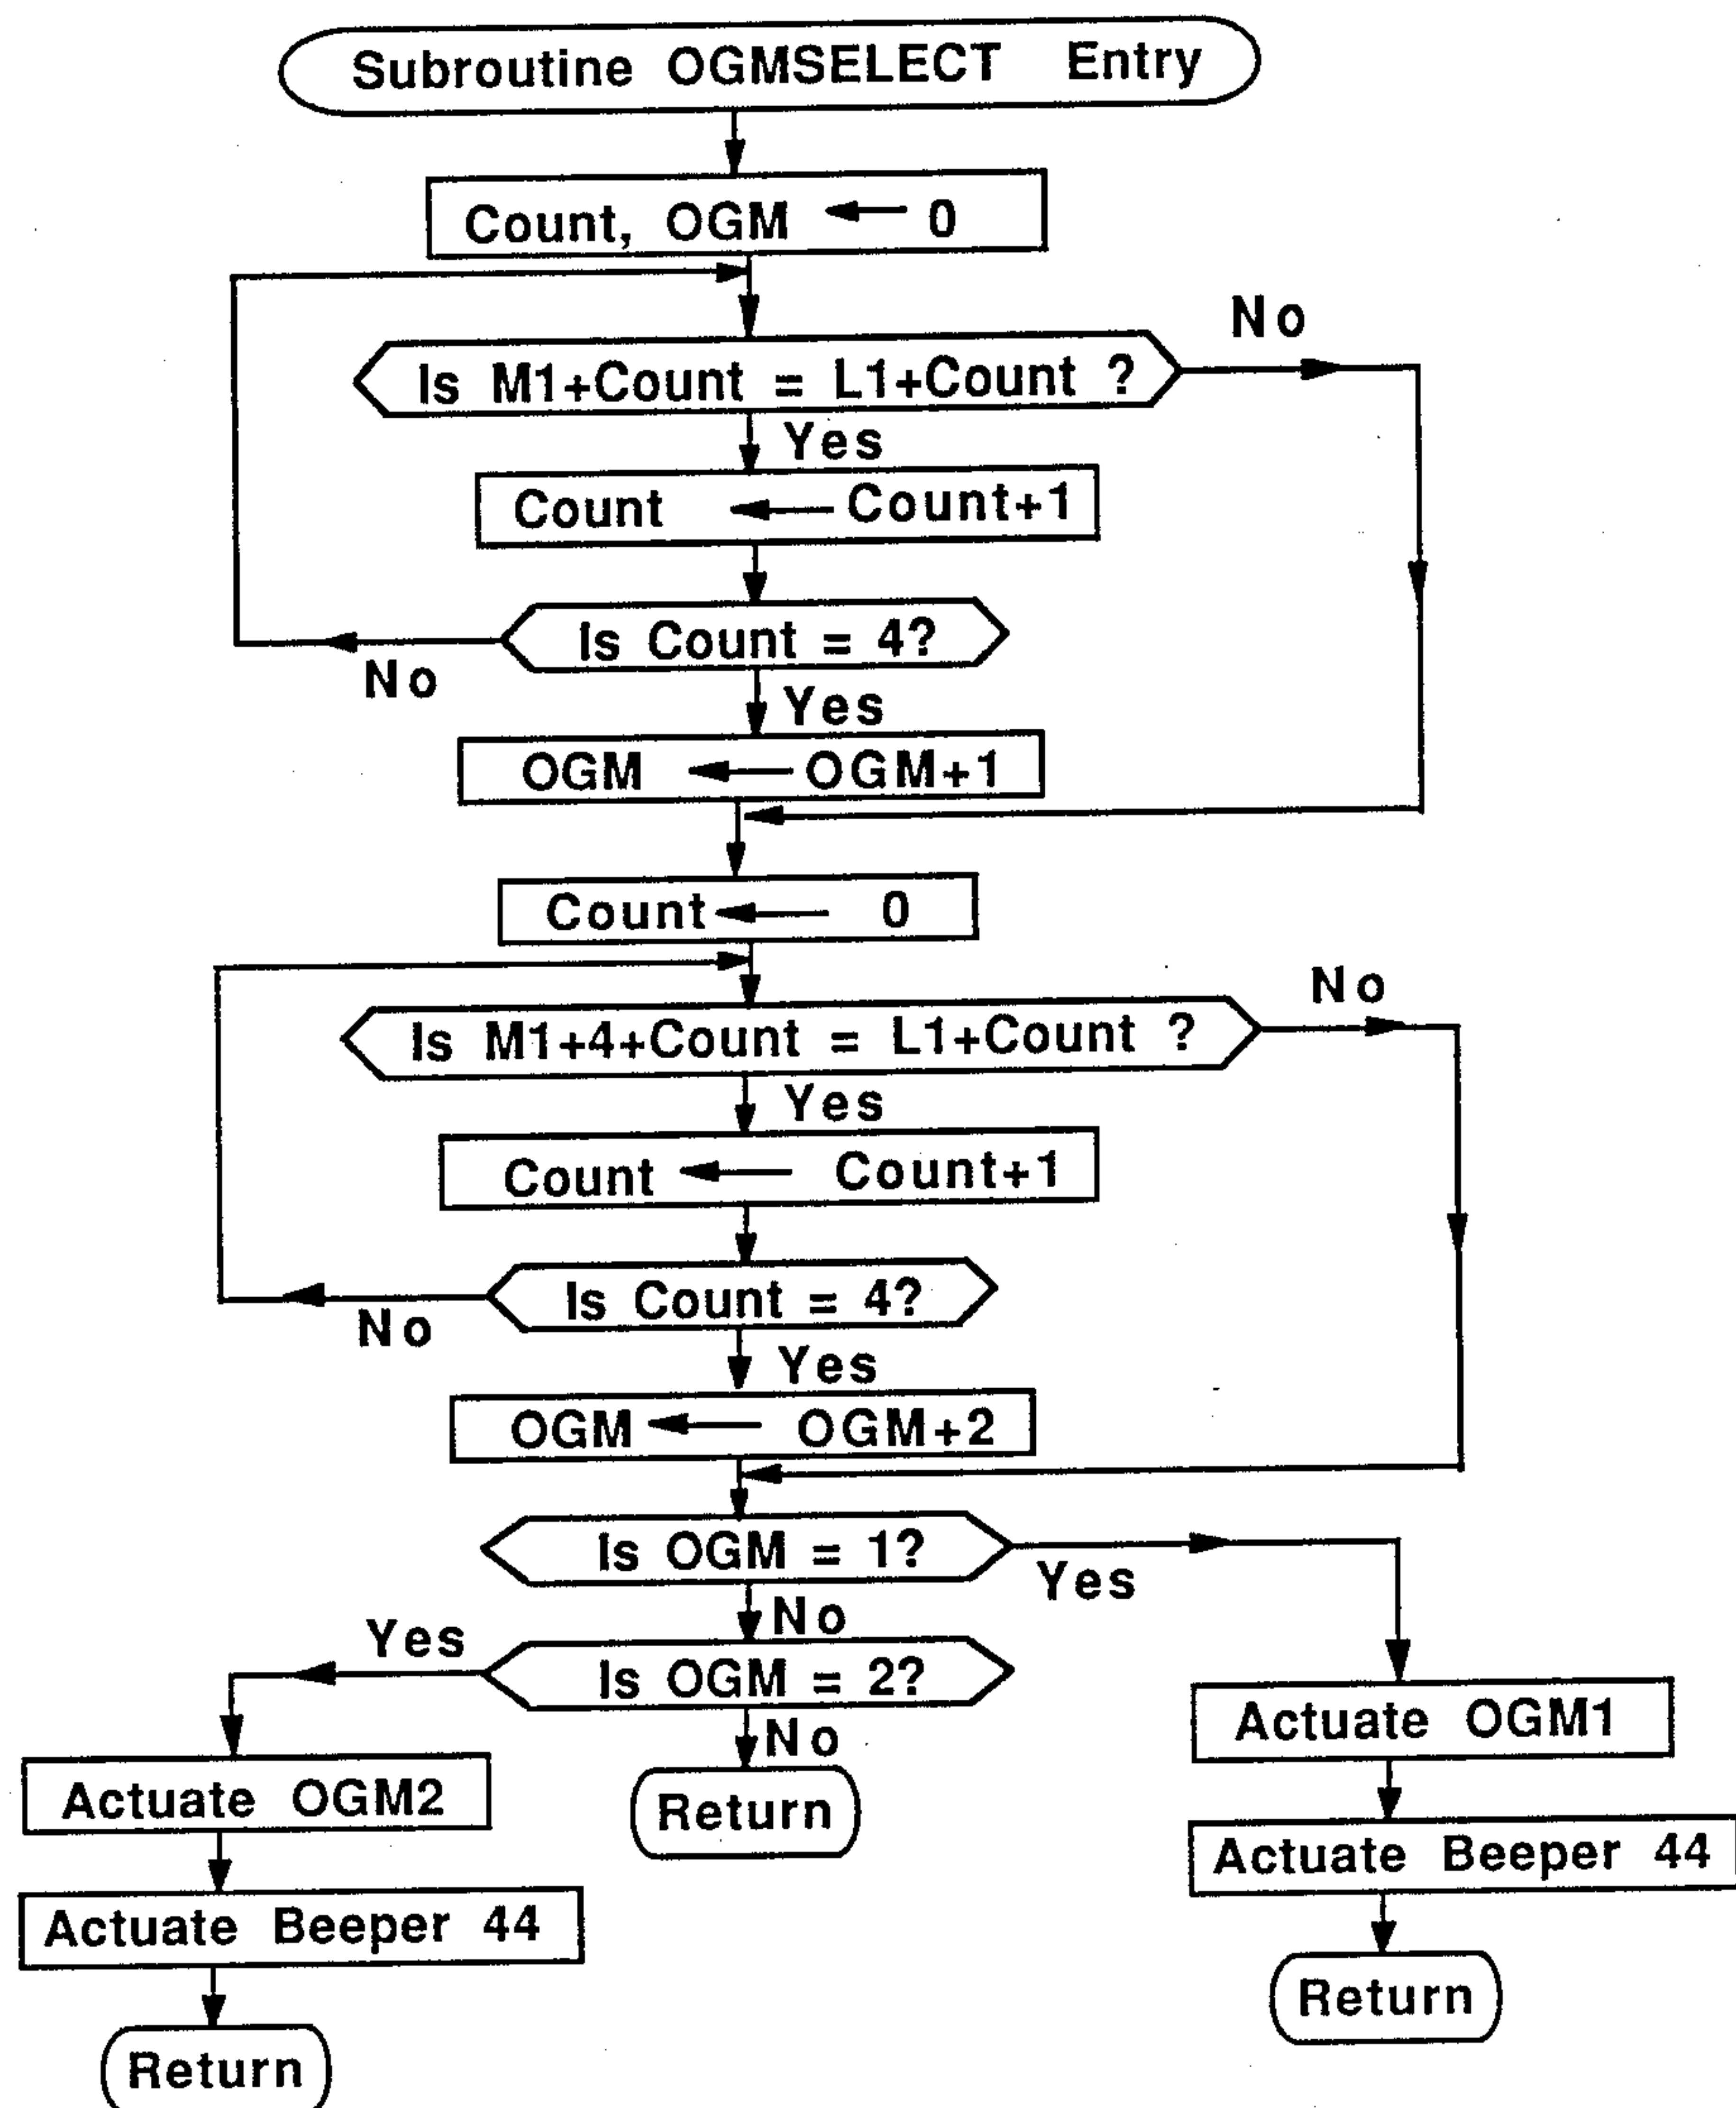 Subroutine OGMSELECT Entry
Count, OGM ← 0
Is M1+Count = L1+Count ?
No
Yes
Count ← Count+1
Is Count = 4?
No
Yes
OGM ← OGM+1
Count ← 0
Is M1+4+Count = L1+Count ?
No
Yes
Count ← Count+1
Is Count = 4?
No
Yes
OGM ← OGM+2
Is OGM = 1?
Yes
No
Yes
Is OGM = 2?
No
Actuate OGM1
Actuate OGM2
Return
Actuate Beeper 44
Actuate Beeper 44
Return
Return